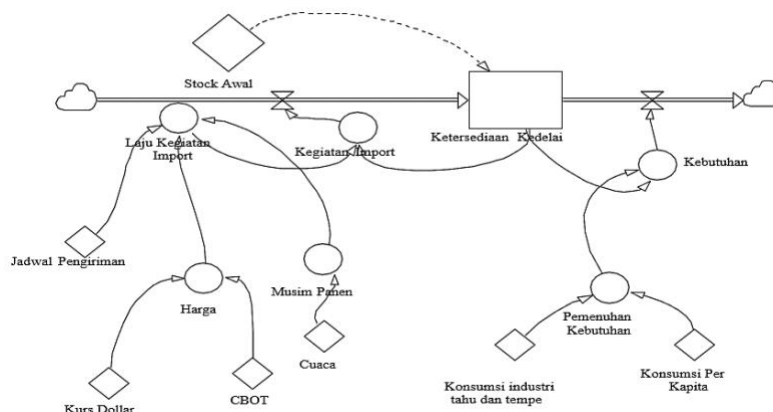 Stock Awal
Laju Kegiatan
Import
Kegiatan Import
Ketersediaan Kedelai
Kebutuhan
Jadwal Pengiriman
Harga
Musim Panen
Pemenuhan
Kebutuhan
Cuaca
Konsumsi industri
tahu dan tempe
Konsumsi Per
Kapita
Kurs Dollar
CBOT